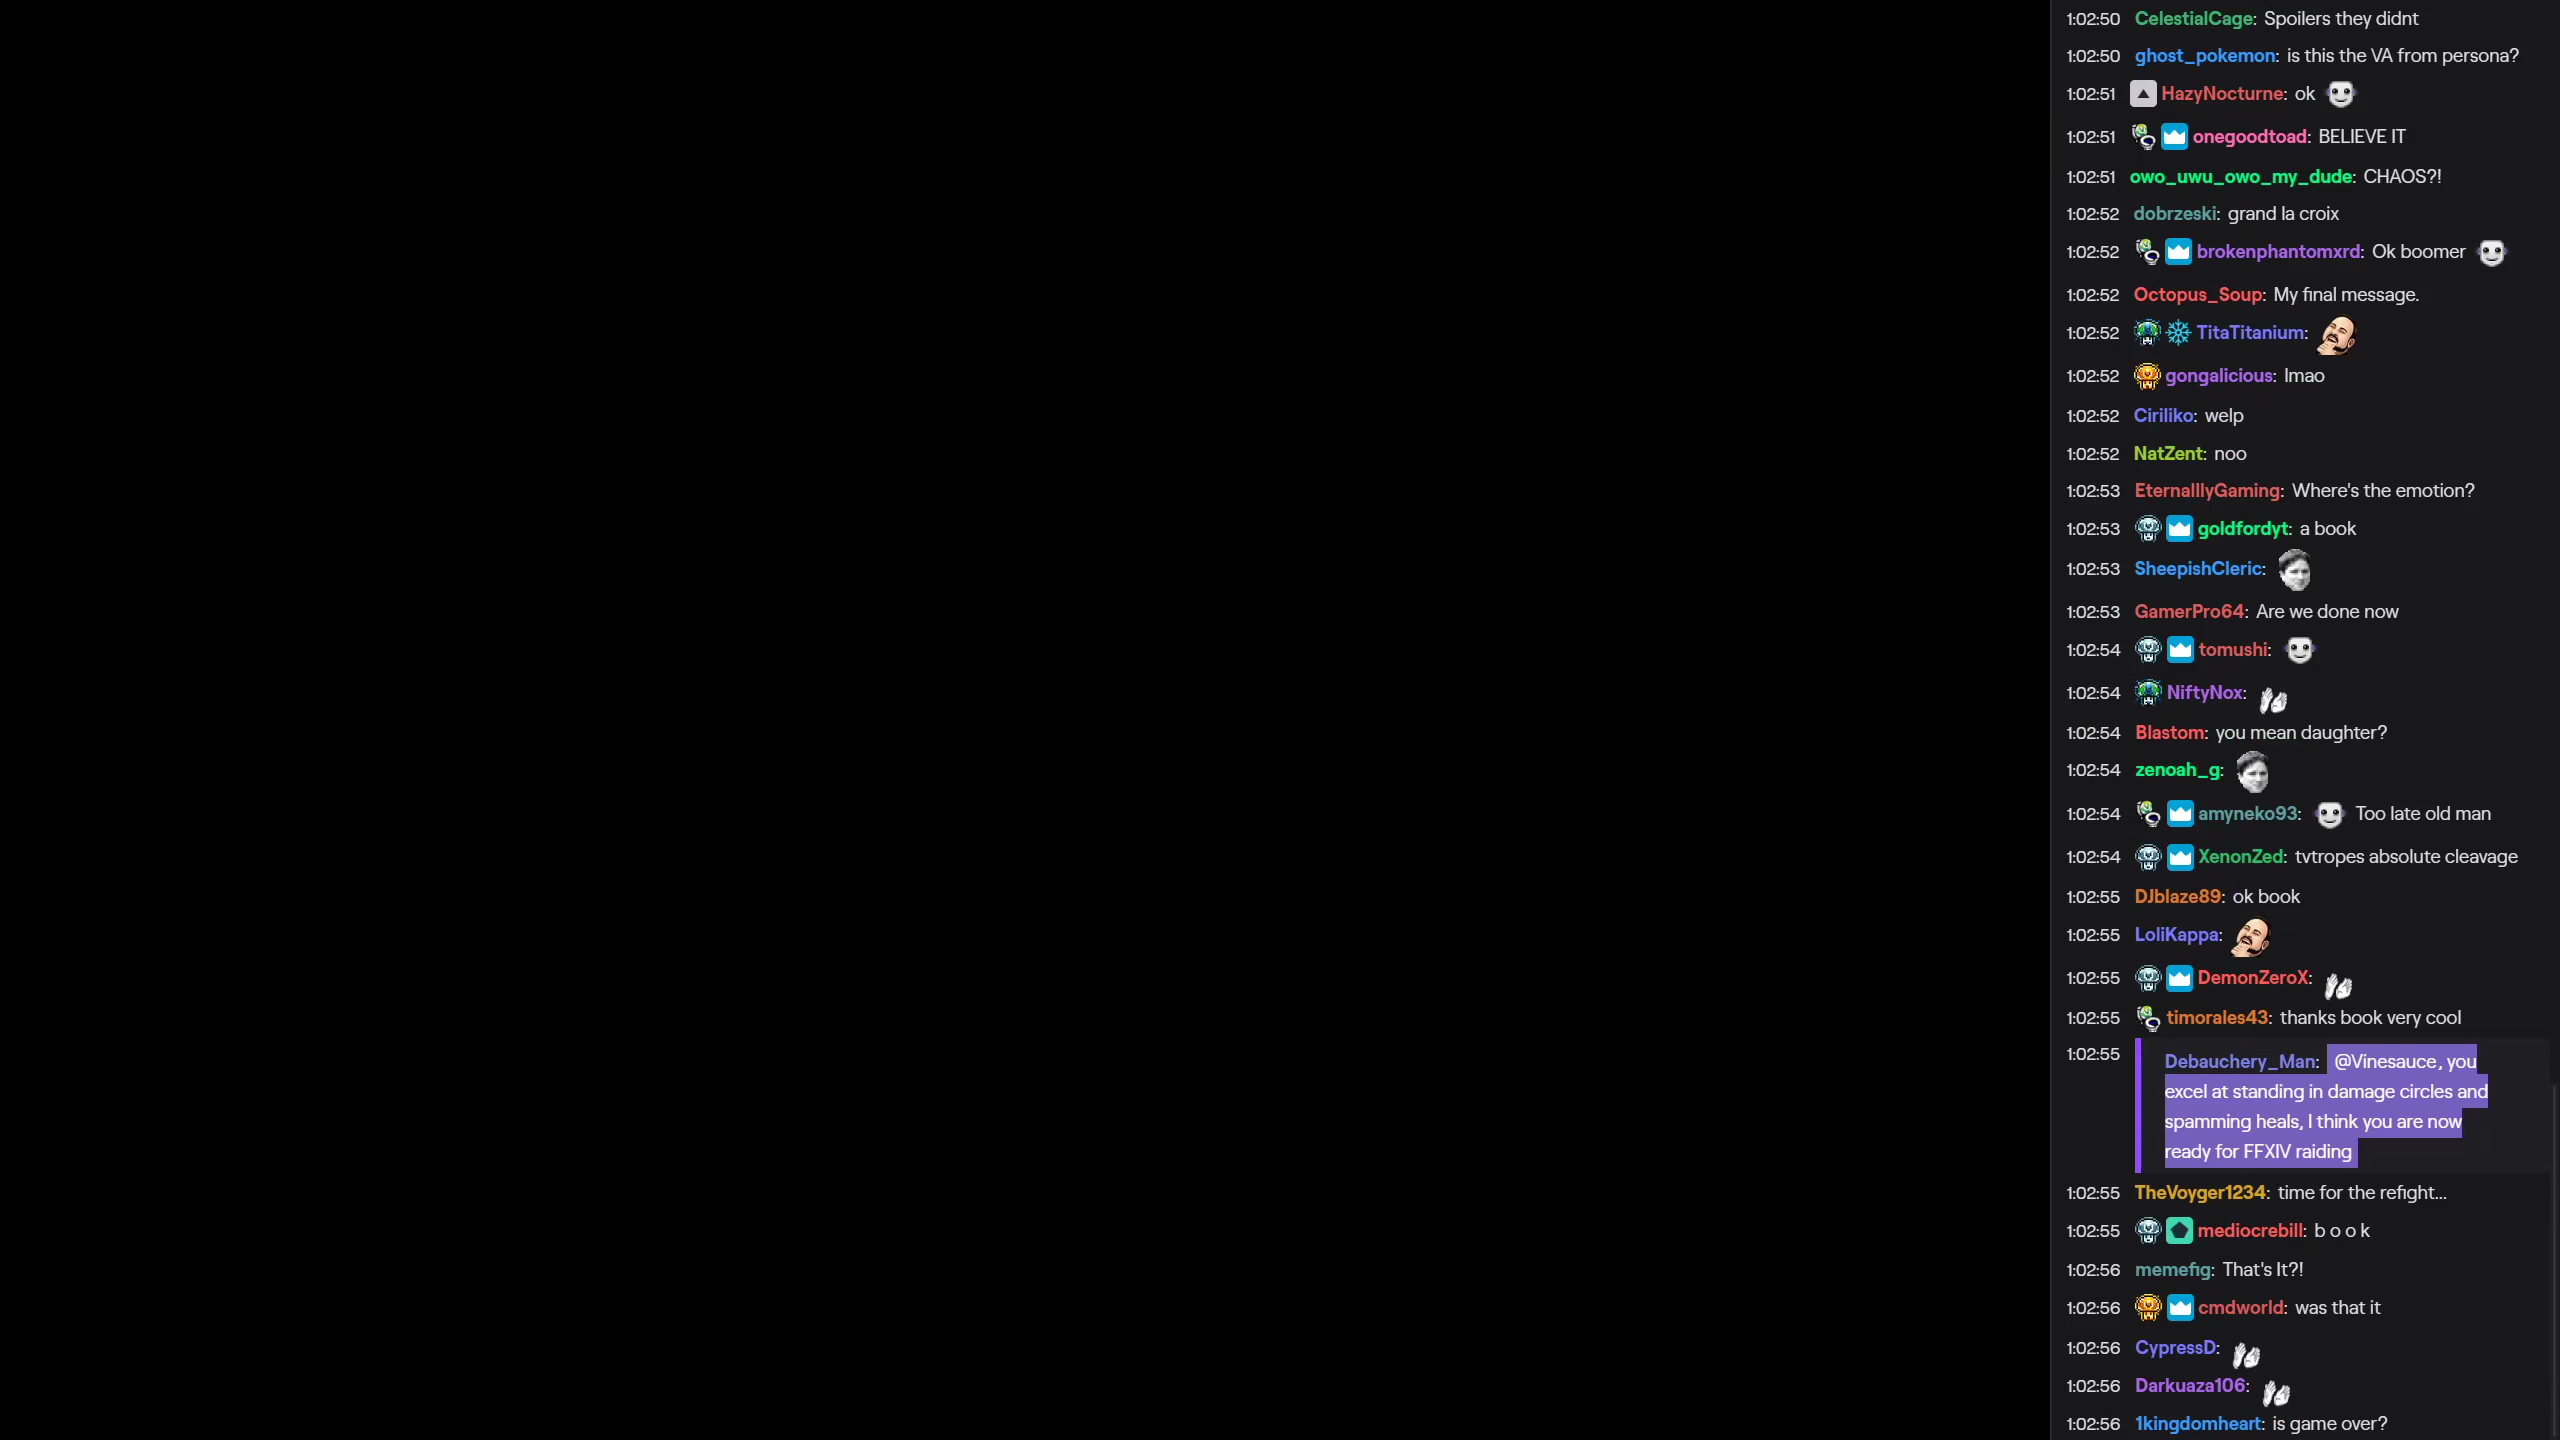 1:02:50 CelestialCage: Spoilers they didnt
1:02:50 ghost_pokemon: is this the VA from persona?
1:02:51 HazyNocturne: ok
1:02:51 onegoodtoad: BELIEVE IT
1:02:51 owo_uwu_owo_my_dude: CHAOS?!
1:02:52 dobrzeski: grand la croix
1:02:52 brokenphantomxrd: Ok boomer
1:02:52 Octopus_Soup: My final message.
1:02:52 TitaTitanium:
1:02:52 gongalicious: lmao
1:02:52 Ciriliko: welp
1:02:52 NatZent: noo
1:02:53 EternalllyGaming: Where's the emotion?
1:02:53 goldfordyt: a book
1:02:53 SheepishCleric:
1:02:53 GamerPro64: Are we done now
1:02:54 tomushi:
1:02:54 NiftyNox:
1:02:54 Blastom: you mean daughter?
1:02:54 zenoah_g:
1:02:54 amyneko93: Too late old man
1:02:54 XenonZed: tvtropes absolute cleavage
1:02:55 DJblaze89: ok book
1:02:55 LoliKappa:
1:02:55 DemonZeroX:
1:02:55 timorales43: thanks book very cool
1:02:55 Debauchery_Man: @Vinesauce, you
excel at standing in damage circles and
spamming heals, I think you are now
ready for FFXIV raiding
1:02:55 TheVoyger1234: time for the refight...
1:02:55 mediocrebill: b o o k
1:02:56 memefig: That's It?!
1:02:56 cmdworld: was that it
1:02:56 CypressD:
1:02:56 Darkuaza106:
1:02:56 1kingdomheart: is game over?